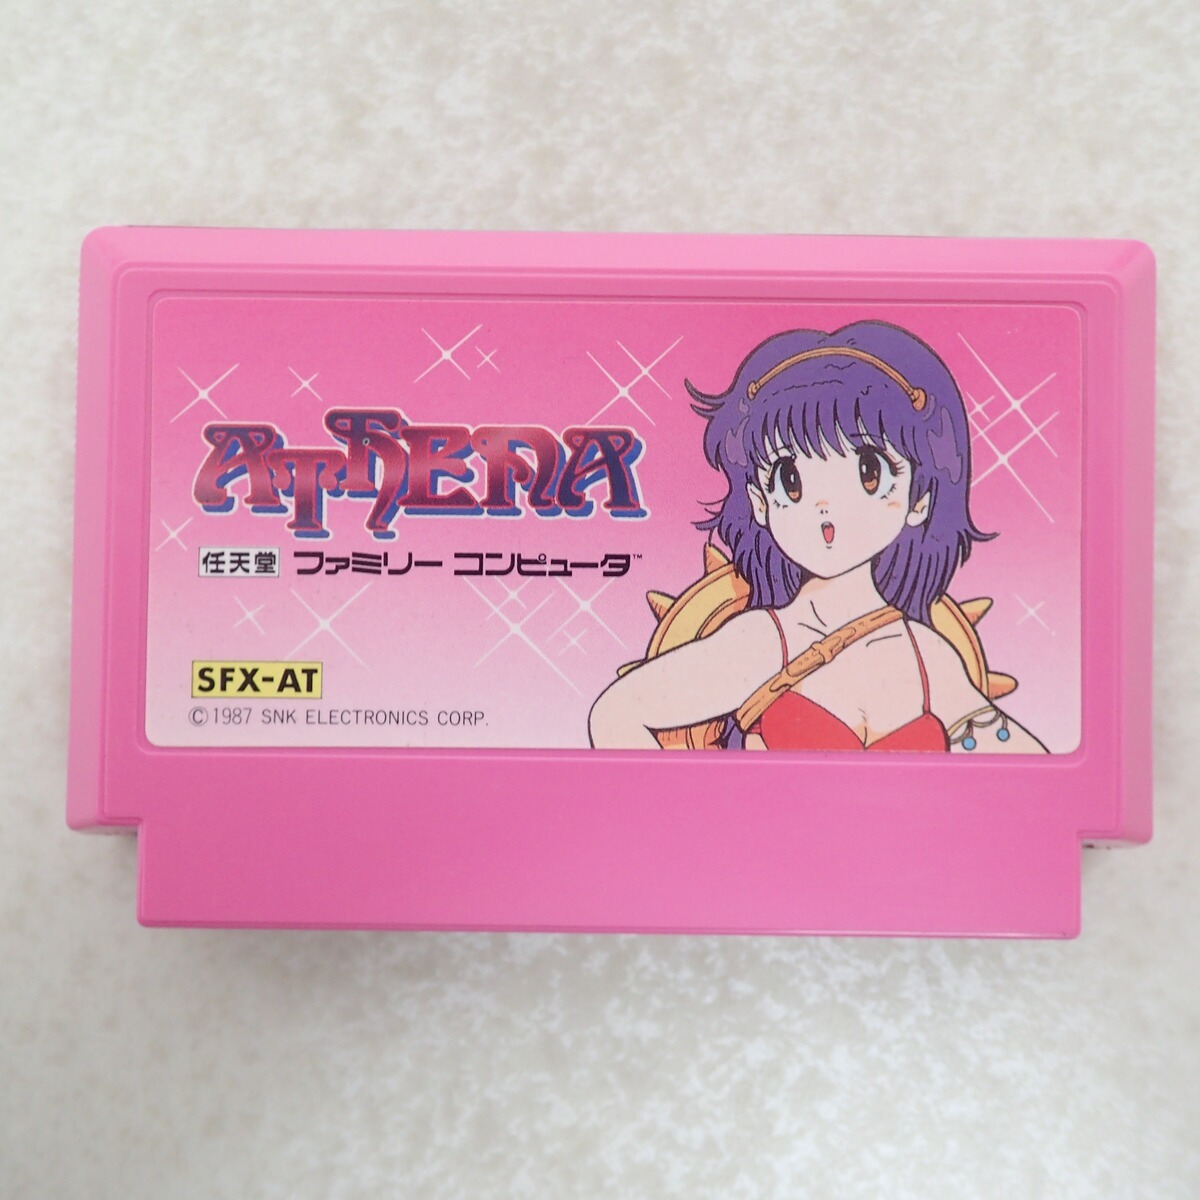 ATHENA
任天堂 ファミリー コンピュータ™
SFX-AT
©1987 SNK ELECTRONICS CORP.